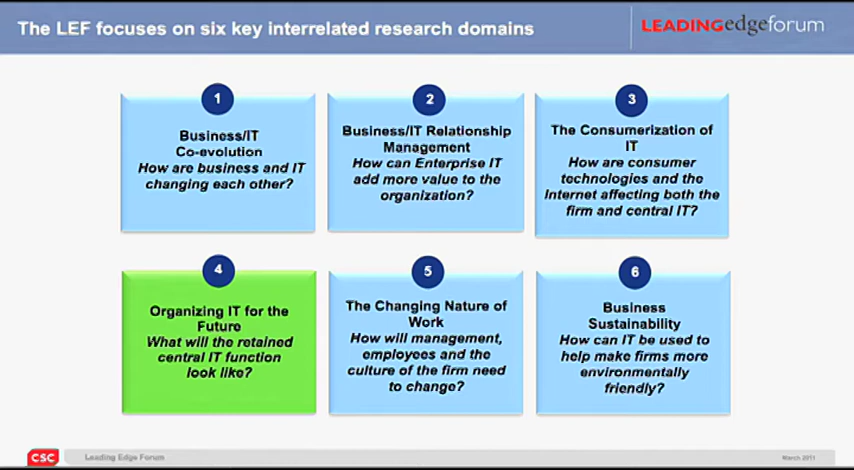 The LEF focuses on six key interrelated research domains
LEADINGedgeforum
1
Business/IT
Co-evolution
How are business and IT
changing each other?
2
Business/IT Relationship
Management
How can Enterprise IT
add more value to the
organization?
3
The Consumerization of
IT
How are consumer
technologies and the
Internet affecting both the
firm and central IT?
4
Organizing IT for the
Future
What will the retained
central IT function
look like?
5
The Changing Nature of
Work
How will management,
employees and the
culture of the firm need
to change?
6
Business
Sustainability
How can IT be used to
help make firms more
environmentally
friendly?
CSC
Leading Edge Forum
March 2011